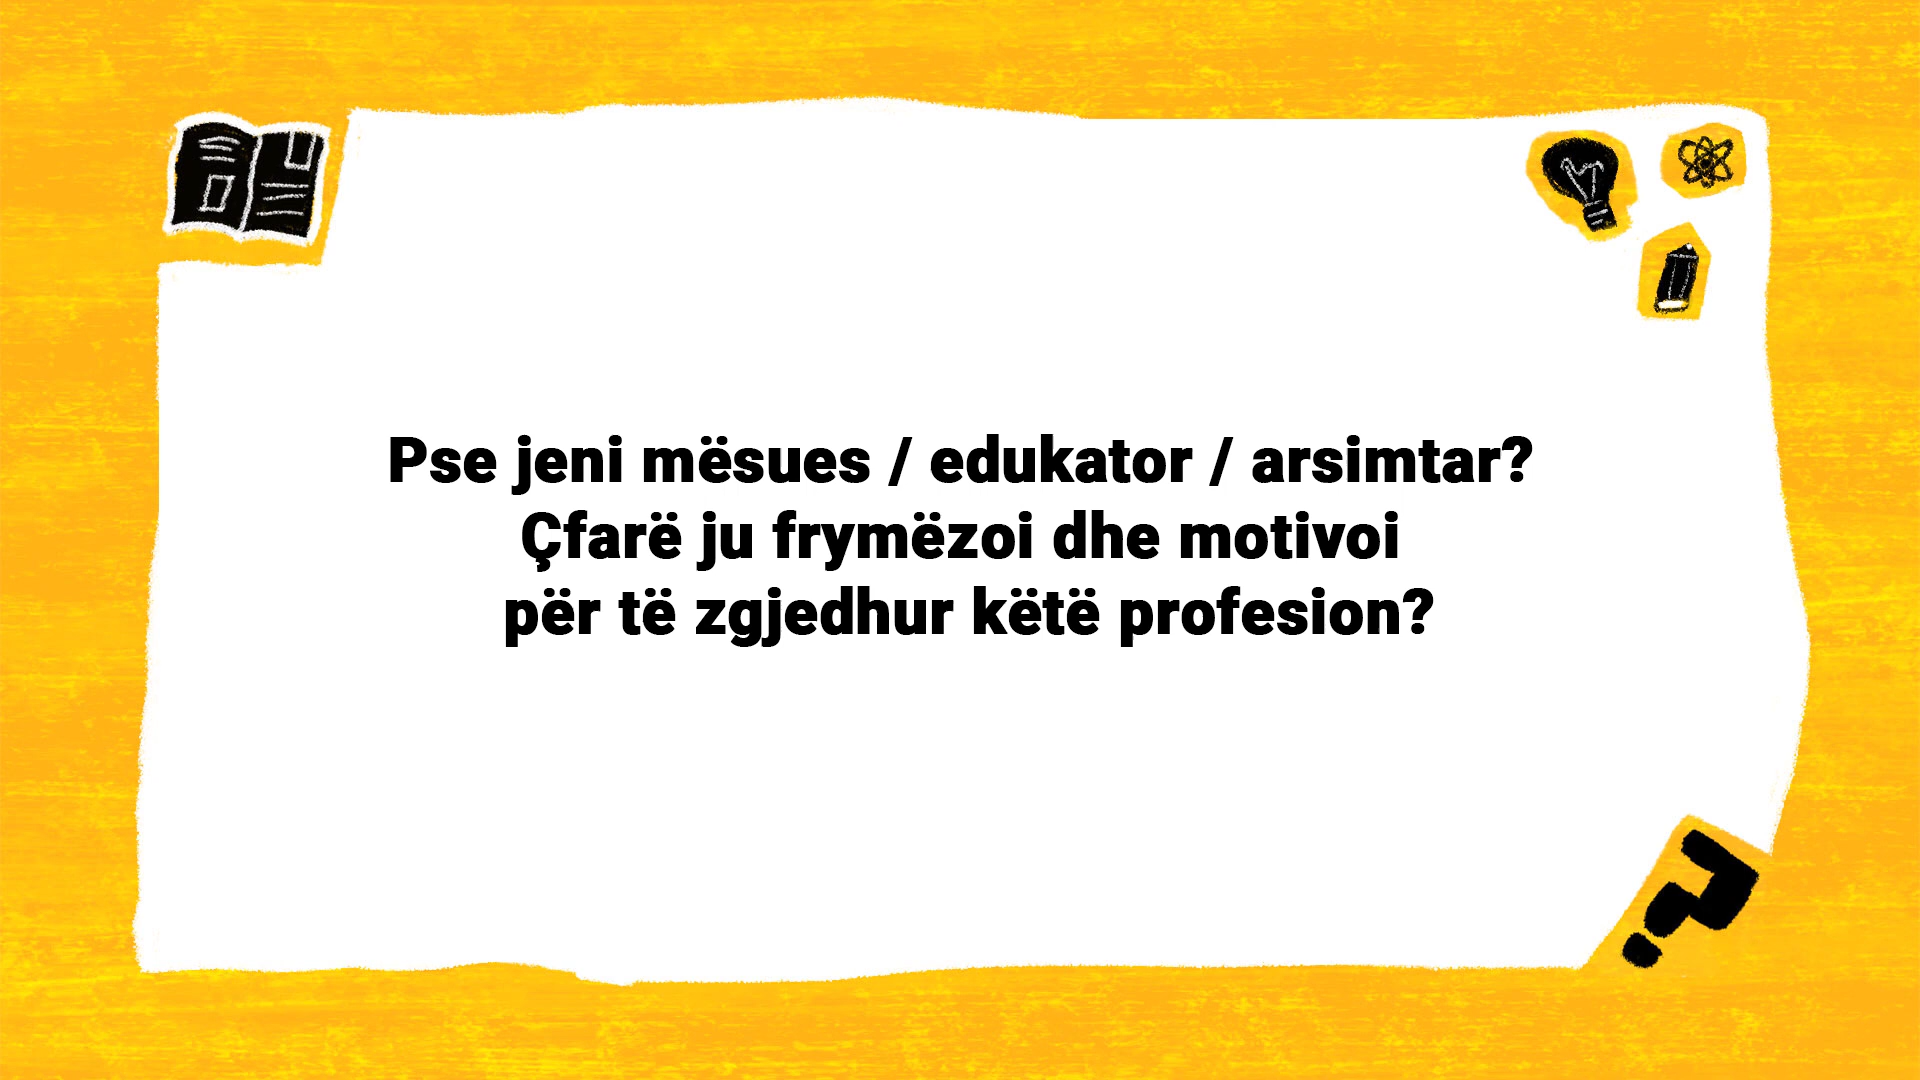 Pse jeni mësues / edukator / arsimtar?
Çfarë ju frymëzoi dhe motivoi
për të zgjedhur këtë profesion?